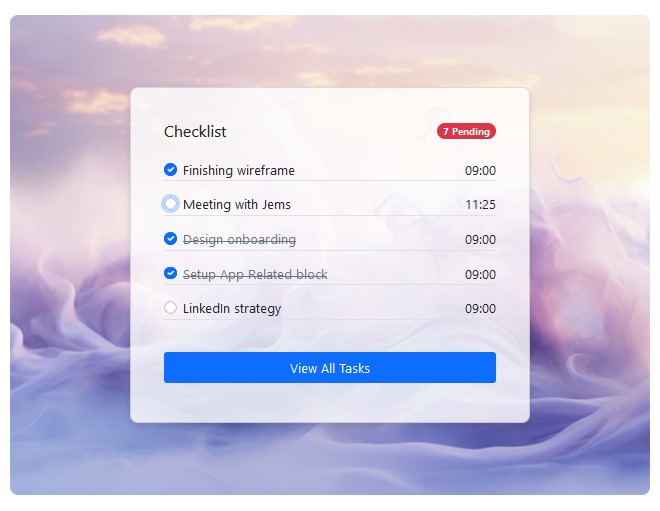 Checklist
7 Pending
Finishing wireframe 09:00
Meeting with Jems 11:25
Design onboarding 09:00
Setup App Related block 09:00
LinkedIn strategy 09:00
View All Tasks